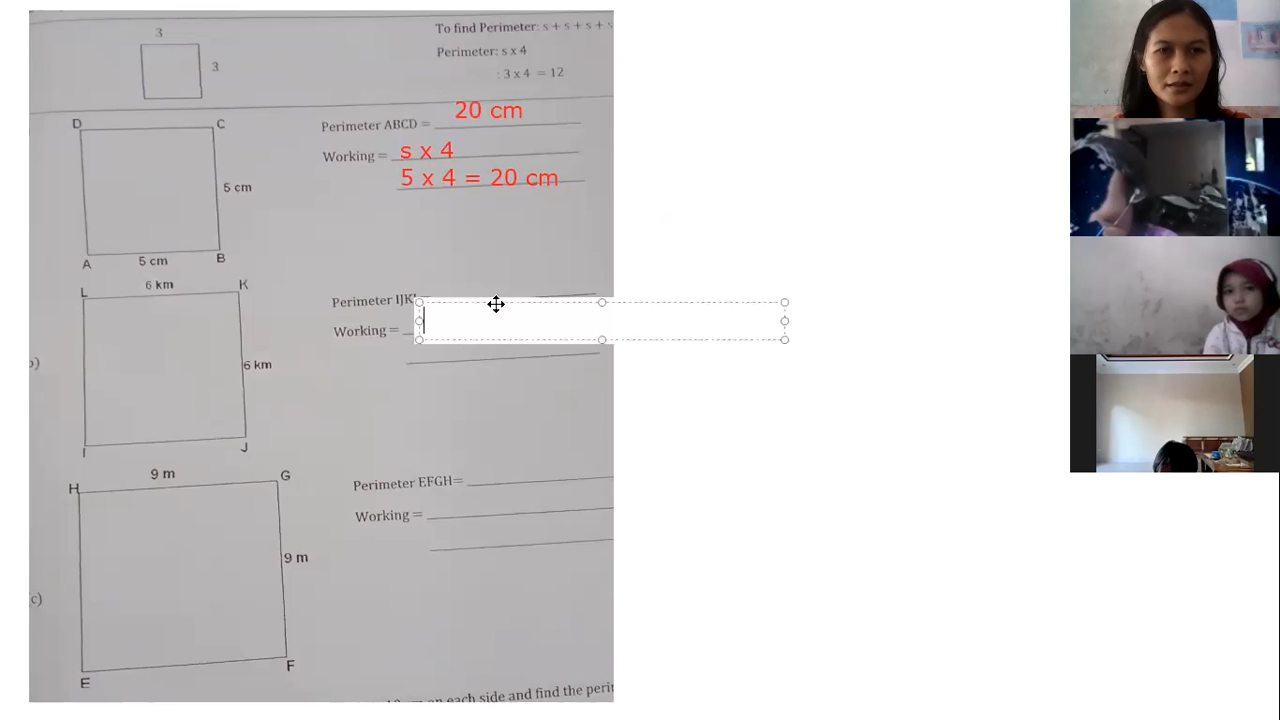 3
3
To find Perimeter: s + s + s +
Perimeter: s x 4
: 3 x 4 = 12
D
C
Perimeter ABCD = 20 cm
Working = s x 4
5 x 4 = 20 cm
5 cm
A
5 cm
B
L
6 km
K
Perimeter IJK
Working =
6 km
I
J
9 m
H
G
Perimeter EFGH=
Working =
9 m
c)
E
F
on each side and find the